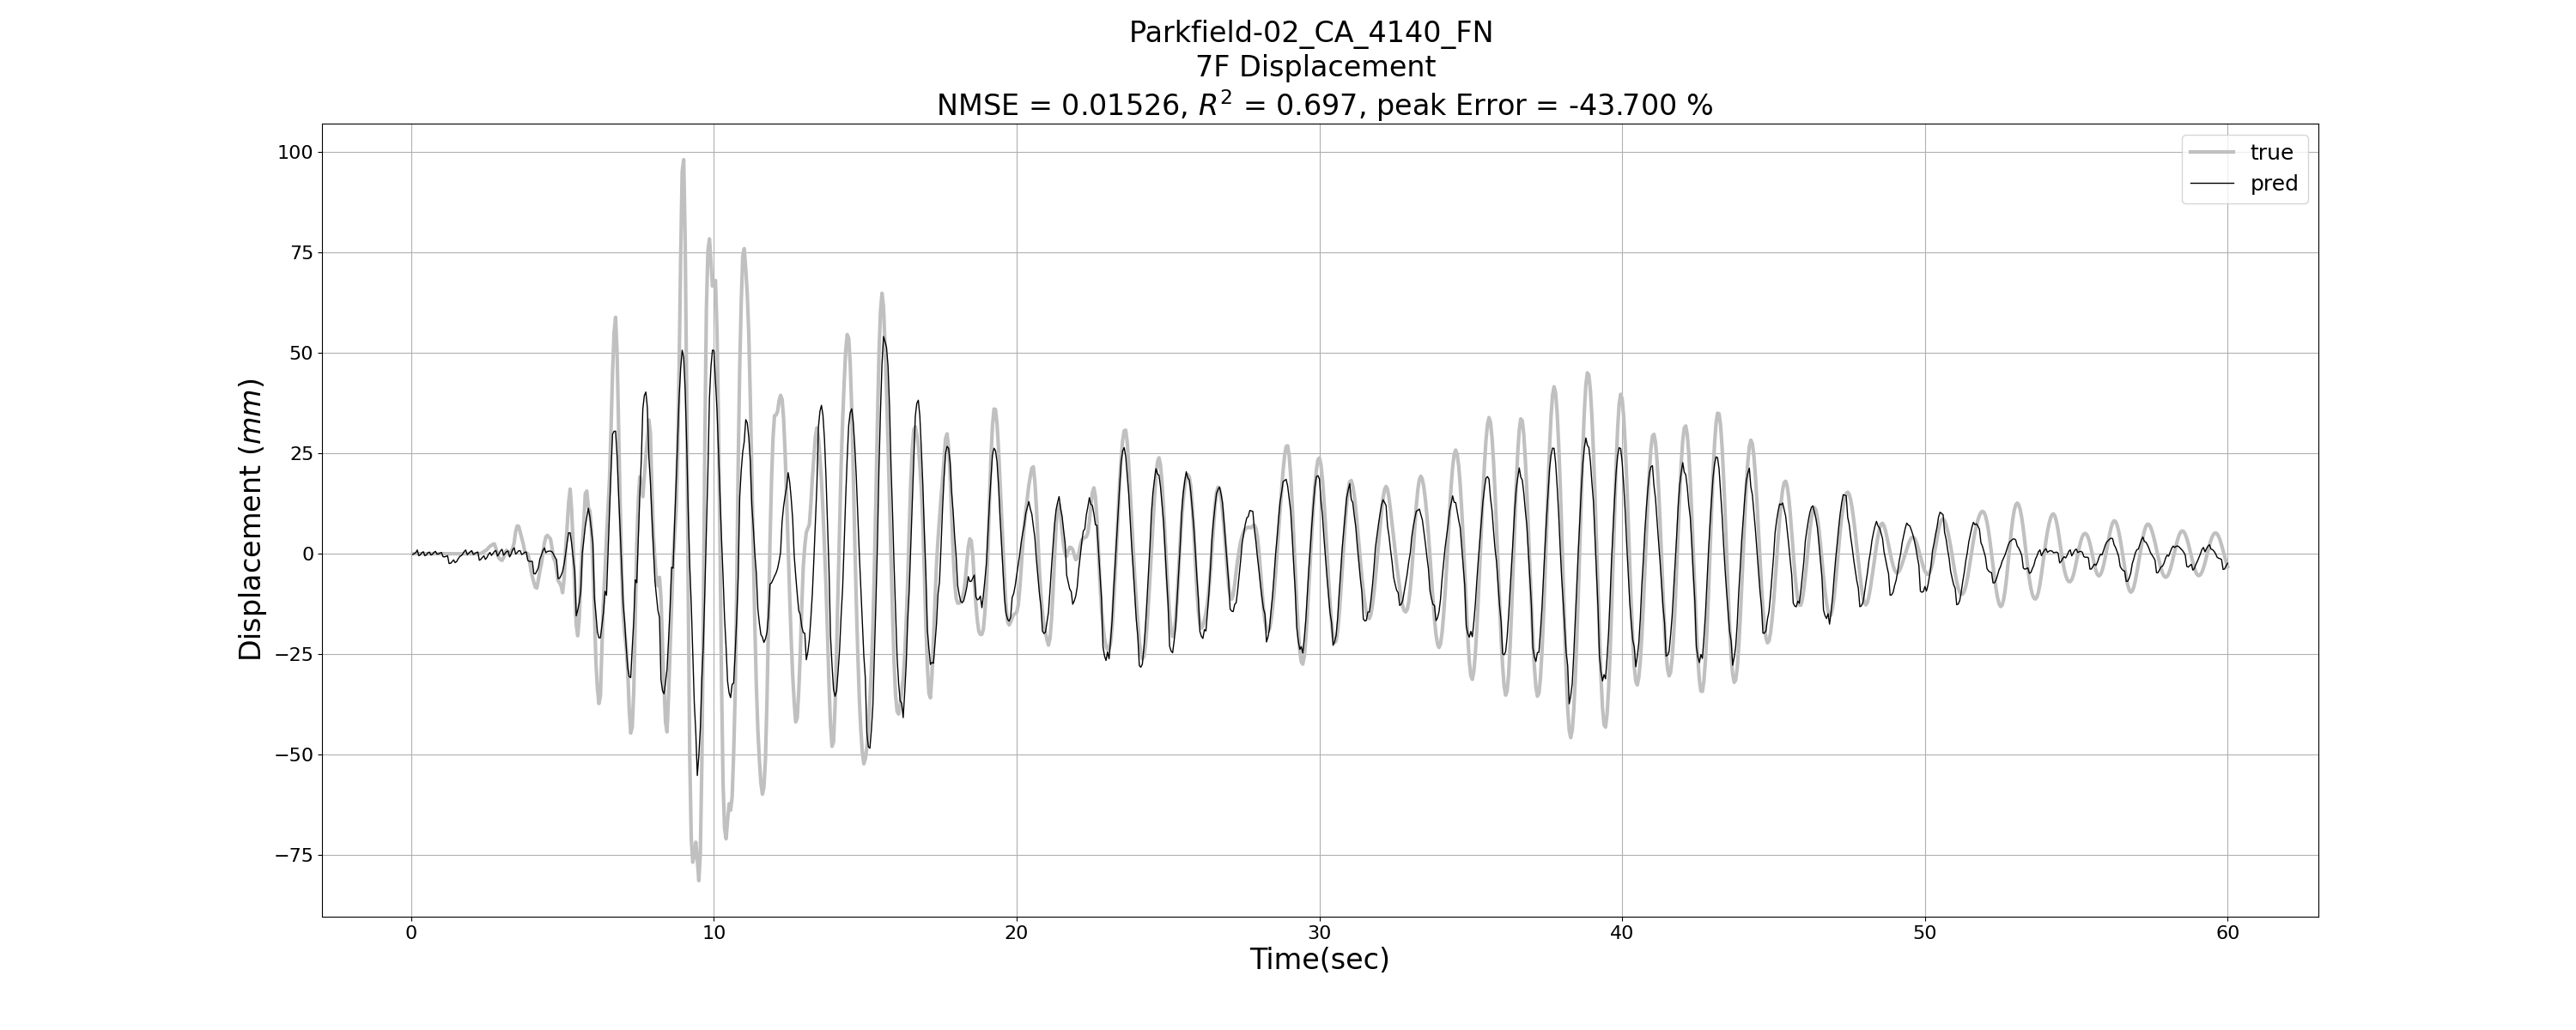 Parkfield-02_CA_4140_FN
7F Displacement
NMSE = 0.01526, R² = 0.697, peak Error = -43.700 %
true
pred
100
75
50
25
0
−25
−50
−75
Displacement (mm)
0 10 20 30 40 50 60
Time(sec)